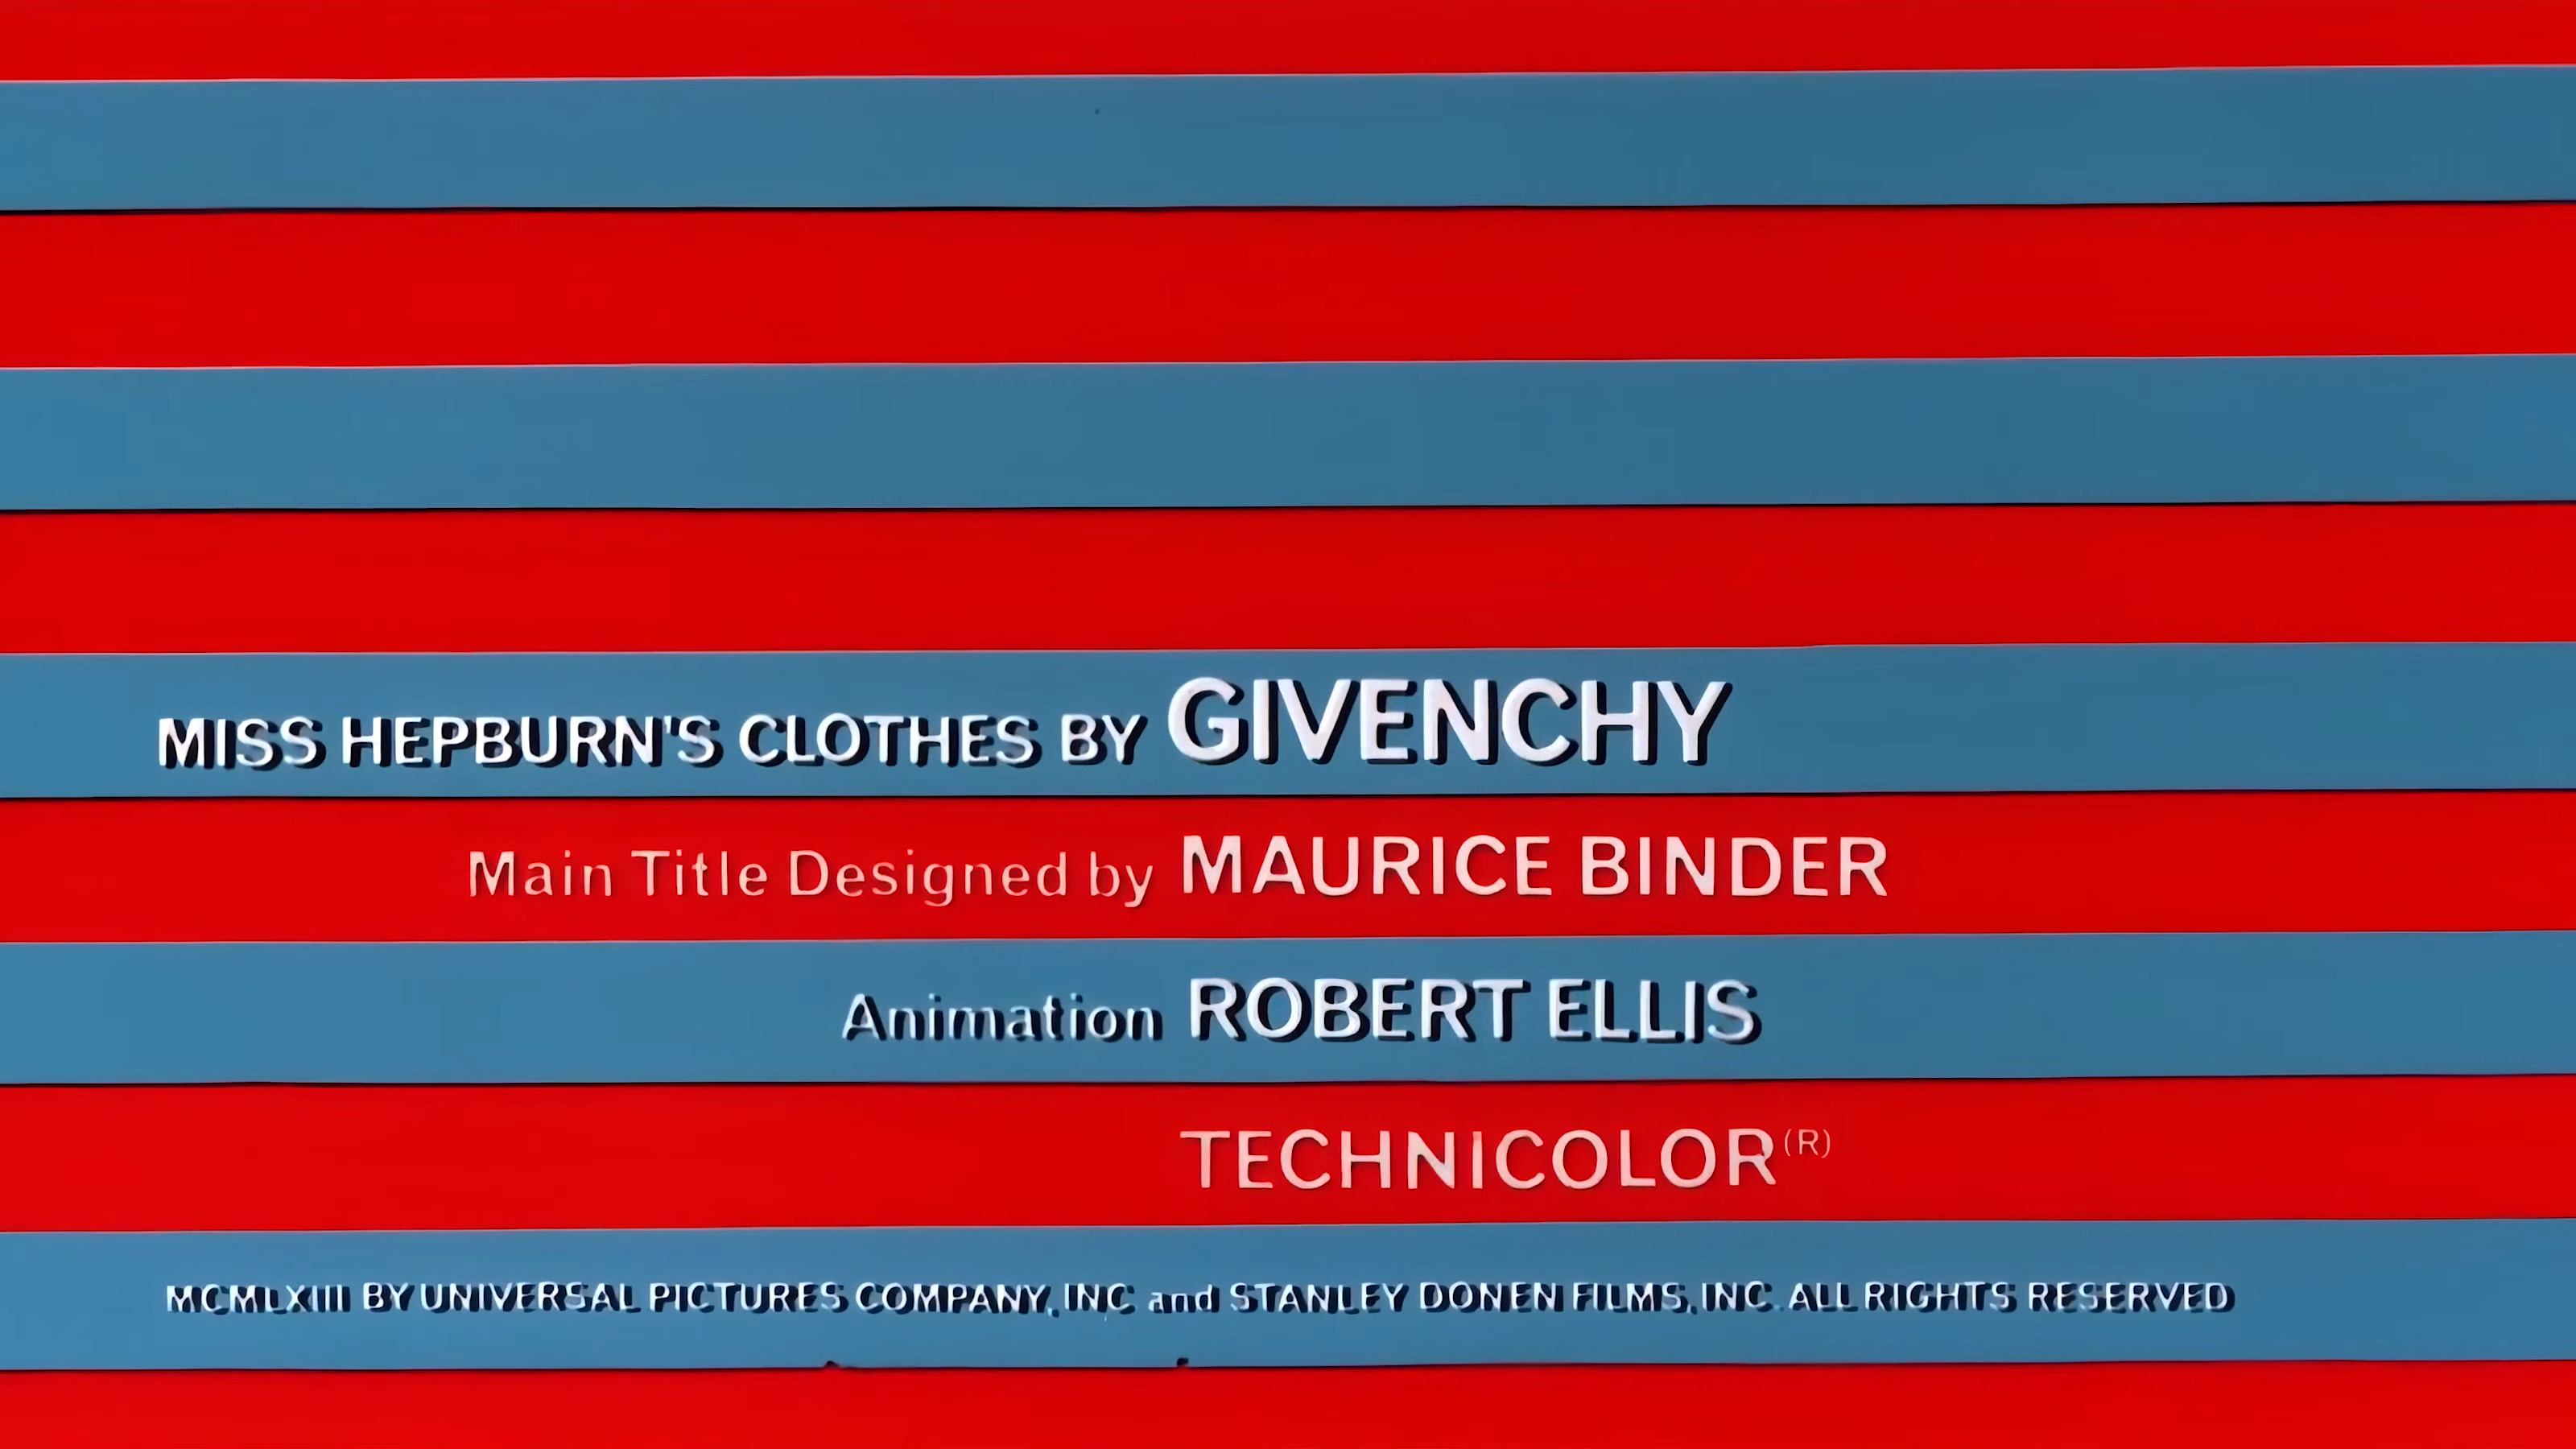 MISS HEPBURN'S CLOTHES BY GIVENCHY
Main Title Designed by MAURICE BINDER
Animation ROBERT ELLIS
TECHNICOLOR(R)
MCMLXIII BY UNIVERSAL PICTURES COMPANY, INC and STANLEY DONEN FILMS, INC. ALL RIGHTS RESERVED